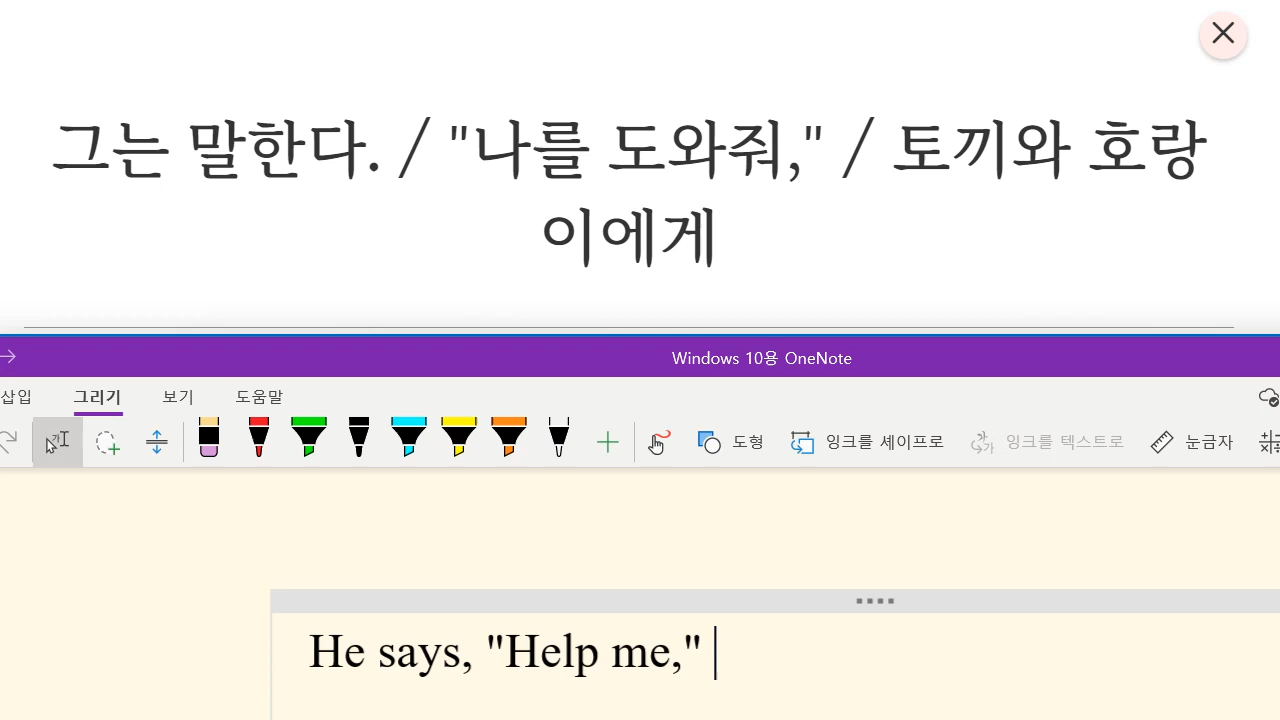 그는 말한다. / "나를 도와줘," / 토끼와 호랑
이에게
Windows 10용 OneNote
삽입 그리기 보기 도움말
도형 잉크를 셰이프로 잉크를 텍스트로 눈금자
He says, "Help me,"